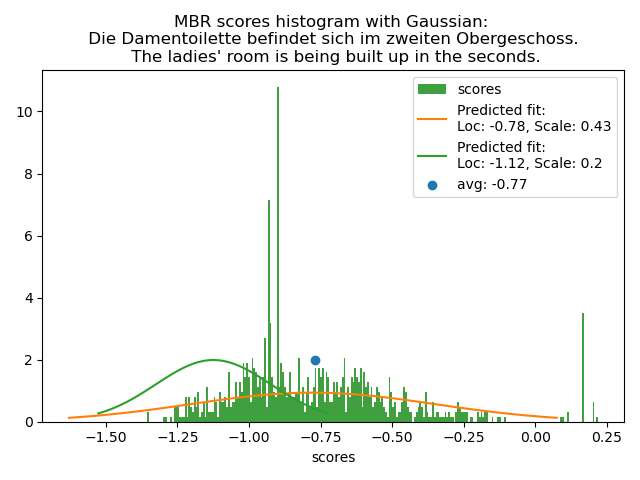 MBR scores histogram with Gaussian:
Die Damentoilette befindet sich im zweiten Obergeschoss.
The ladies' room is being built up in the seconds.
scores
Predicted fit:
Loc: -0.78, Scale: 0.43
Predicted fit:
Loc: -1.12, Scale: 0.2
avg: -0.77
10
8
6
4
2
0
−1.50 −1.25 −1.00 −0.75 −0.50 −0.25 0.00 0.25
scores